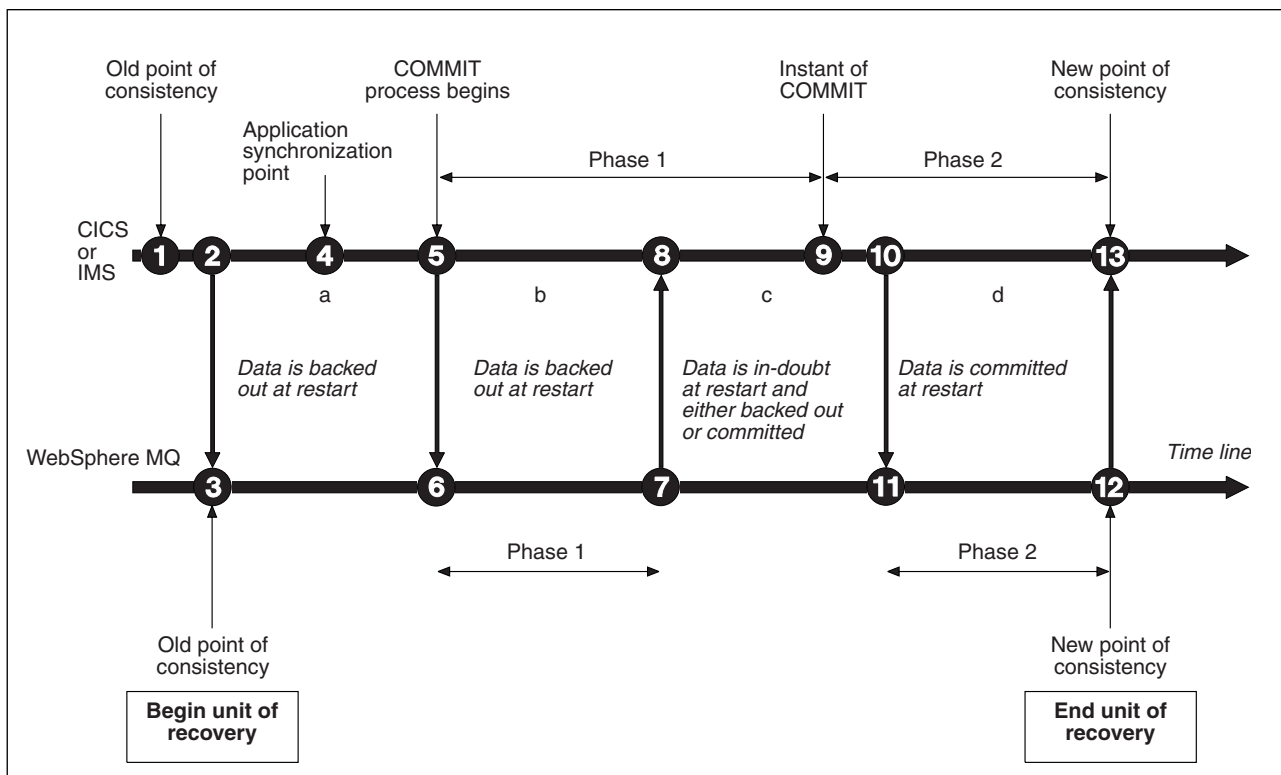 Old point of
consistency
COMMIT
process begins
Instant of
COMMIT
New point of
consistency
Application
synchronization
point
Phase 1
Phase 2
CICS
or
IMS
1
2
4
5
8
9
10
13
a
b
c
d
Data is backed
out at restart
Data is backed
out at restart
Data is in-doubt
at restart and
either backed out
or committed
Data is committed
at restart
WebSphere MQ
Time line
3
6
7
11
12
Phase 1
Phase 2
Old point of
consistency
New point of
consistency
Begin unit of
recovery
End unit of
recovery